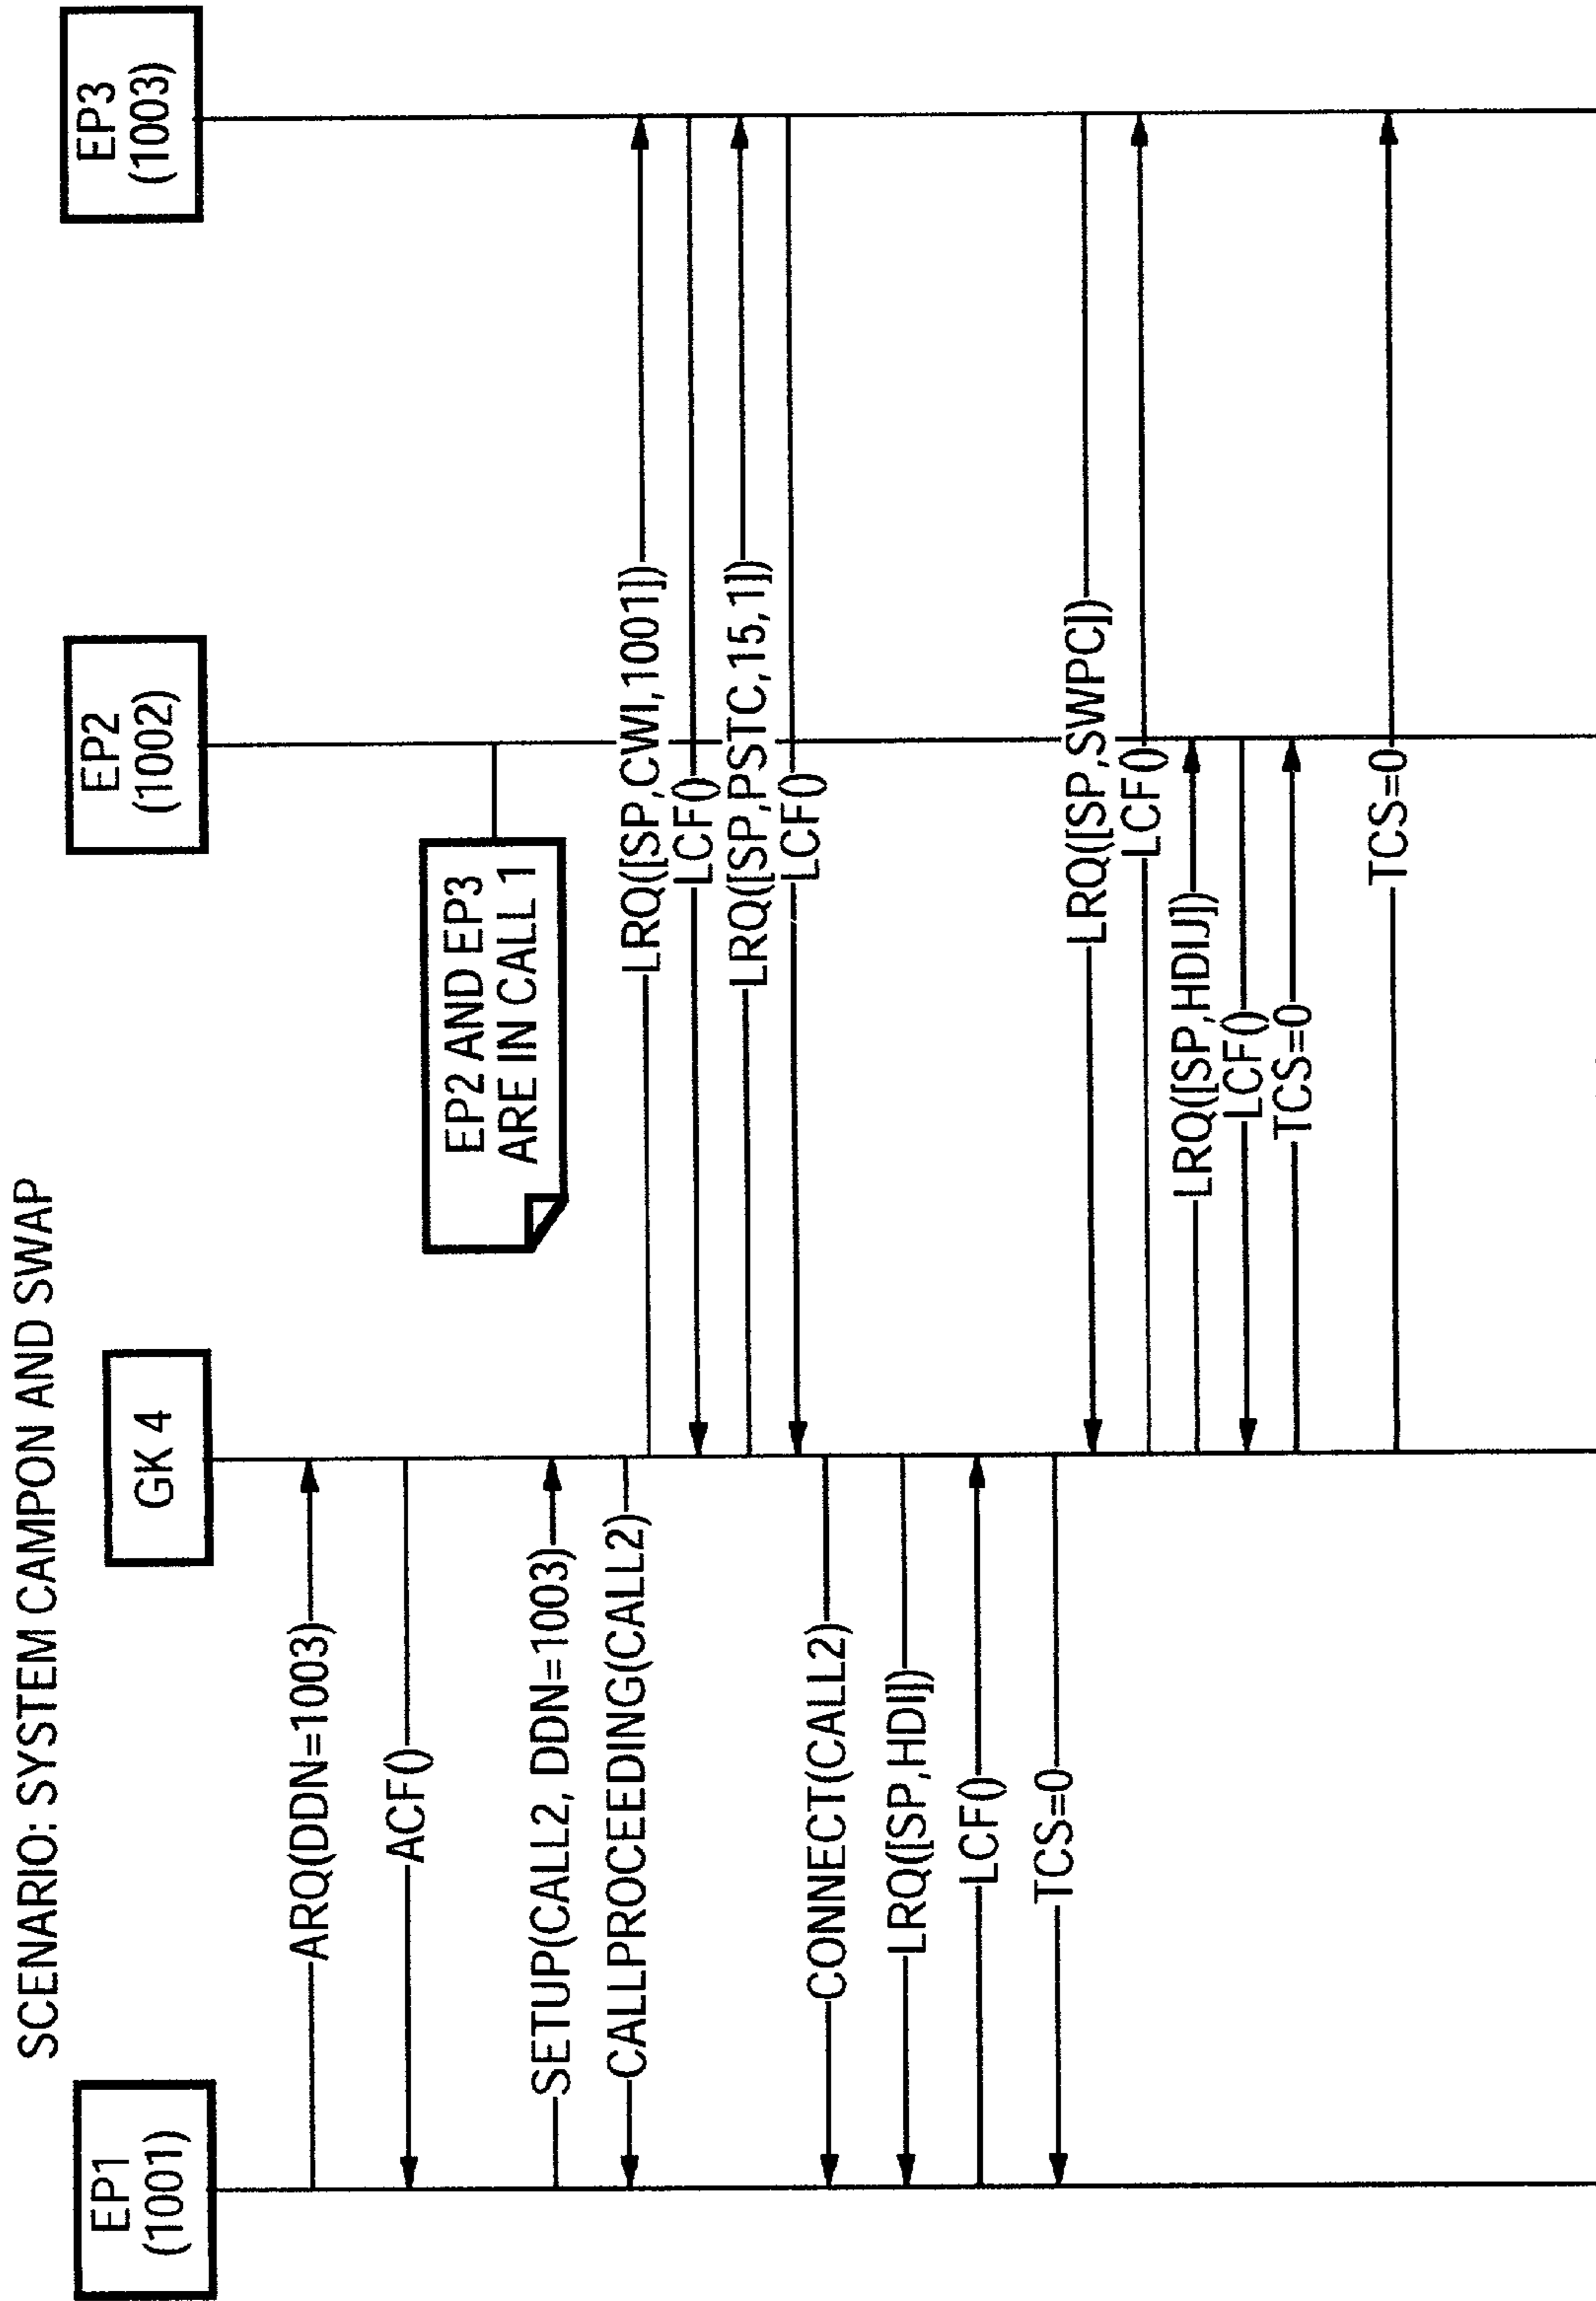 SCENARIO: SYSTEM CAMPON AND SWAP
EP1
(1001)
GK 4
EP2
(1002)
EP3
(1003)
ARQ(DDN=1003)
ACF()
EP2 AND EP3
ARE IN CALL 1
SETUP(CALL2, DDN=1003)
CALLPROCEEDING(CALL2)
LRQ([SP,CWI,1001])
LCF()
LRQ([SP,PSTC,15,1])
LCF()
CONNECT(CALL2)
LRQ([SP,HDI])
LCF()
TCS=0
LRQ([SP,SWPC])
LCF()
LRQ([SP,HDIJ])
LCF()
TCS=0
TCS=0